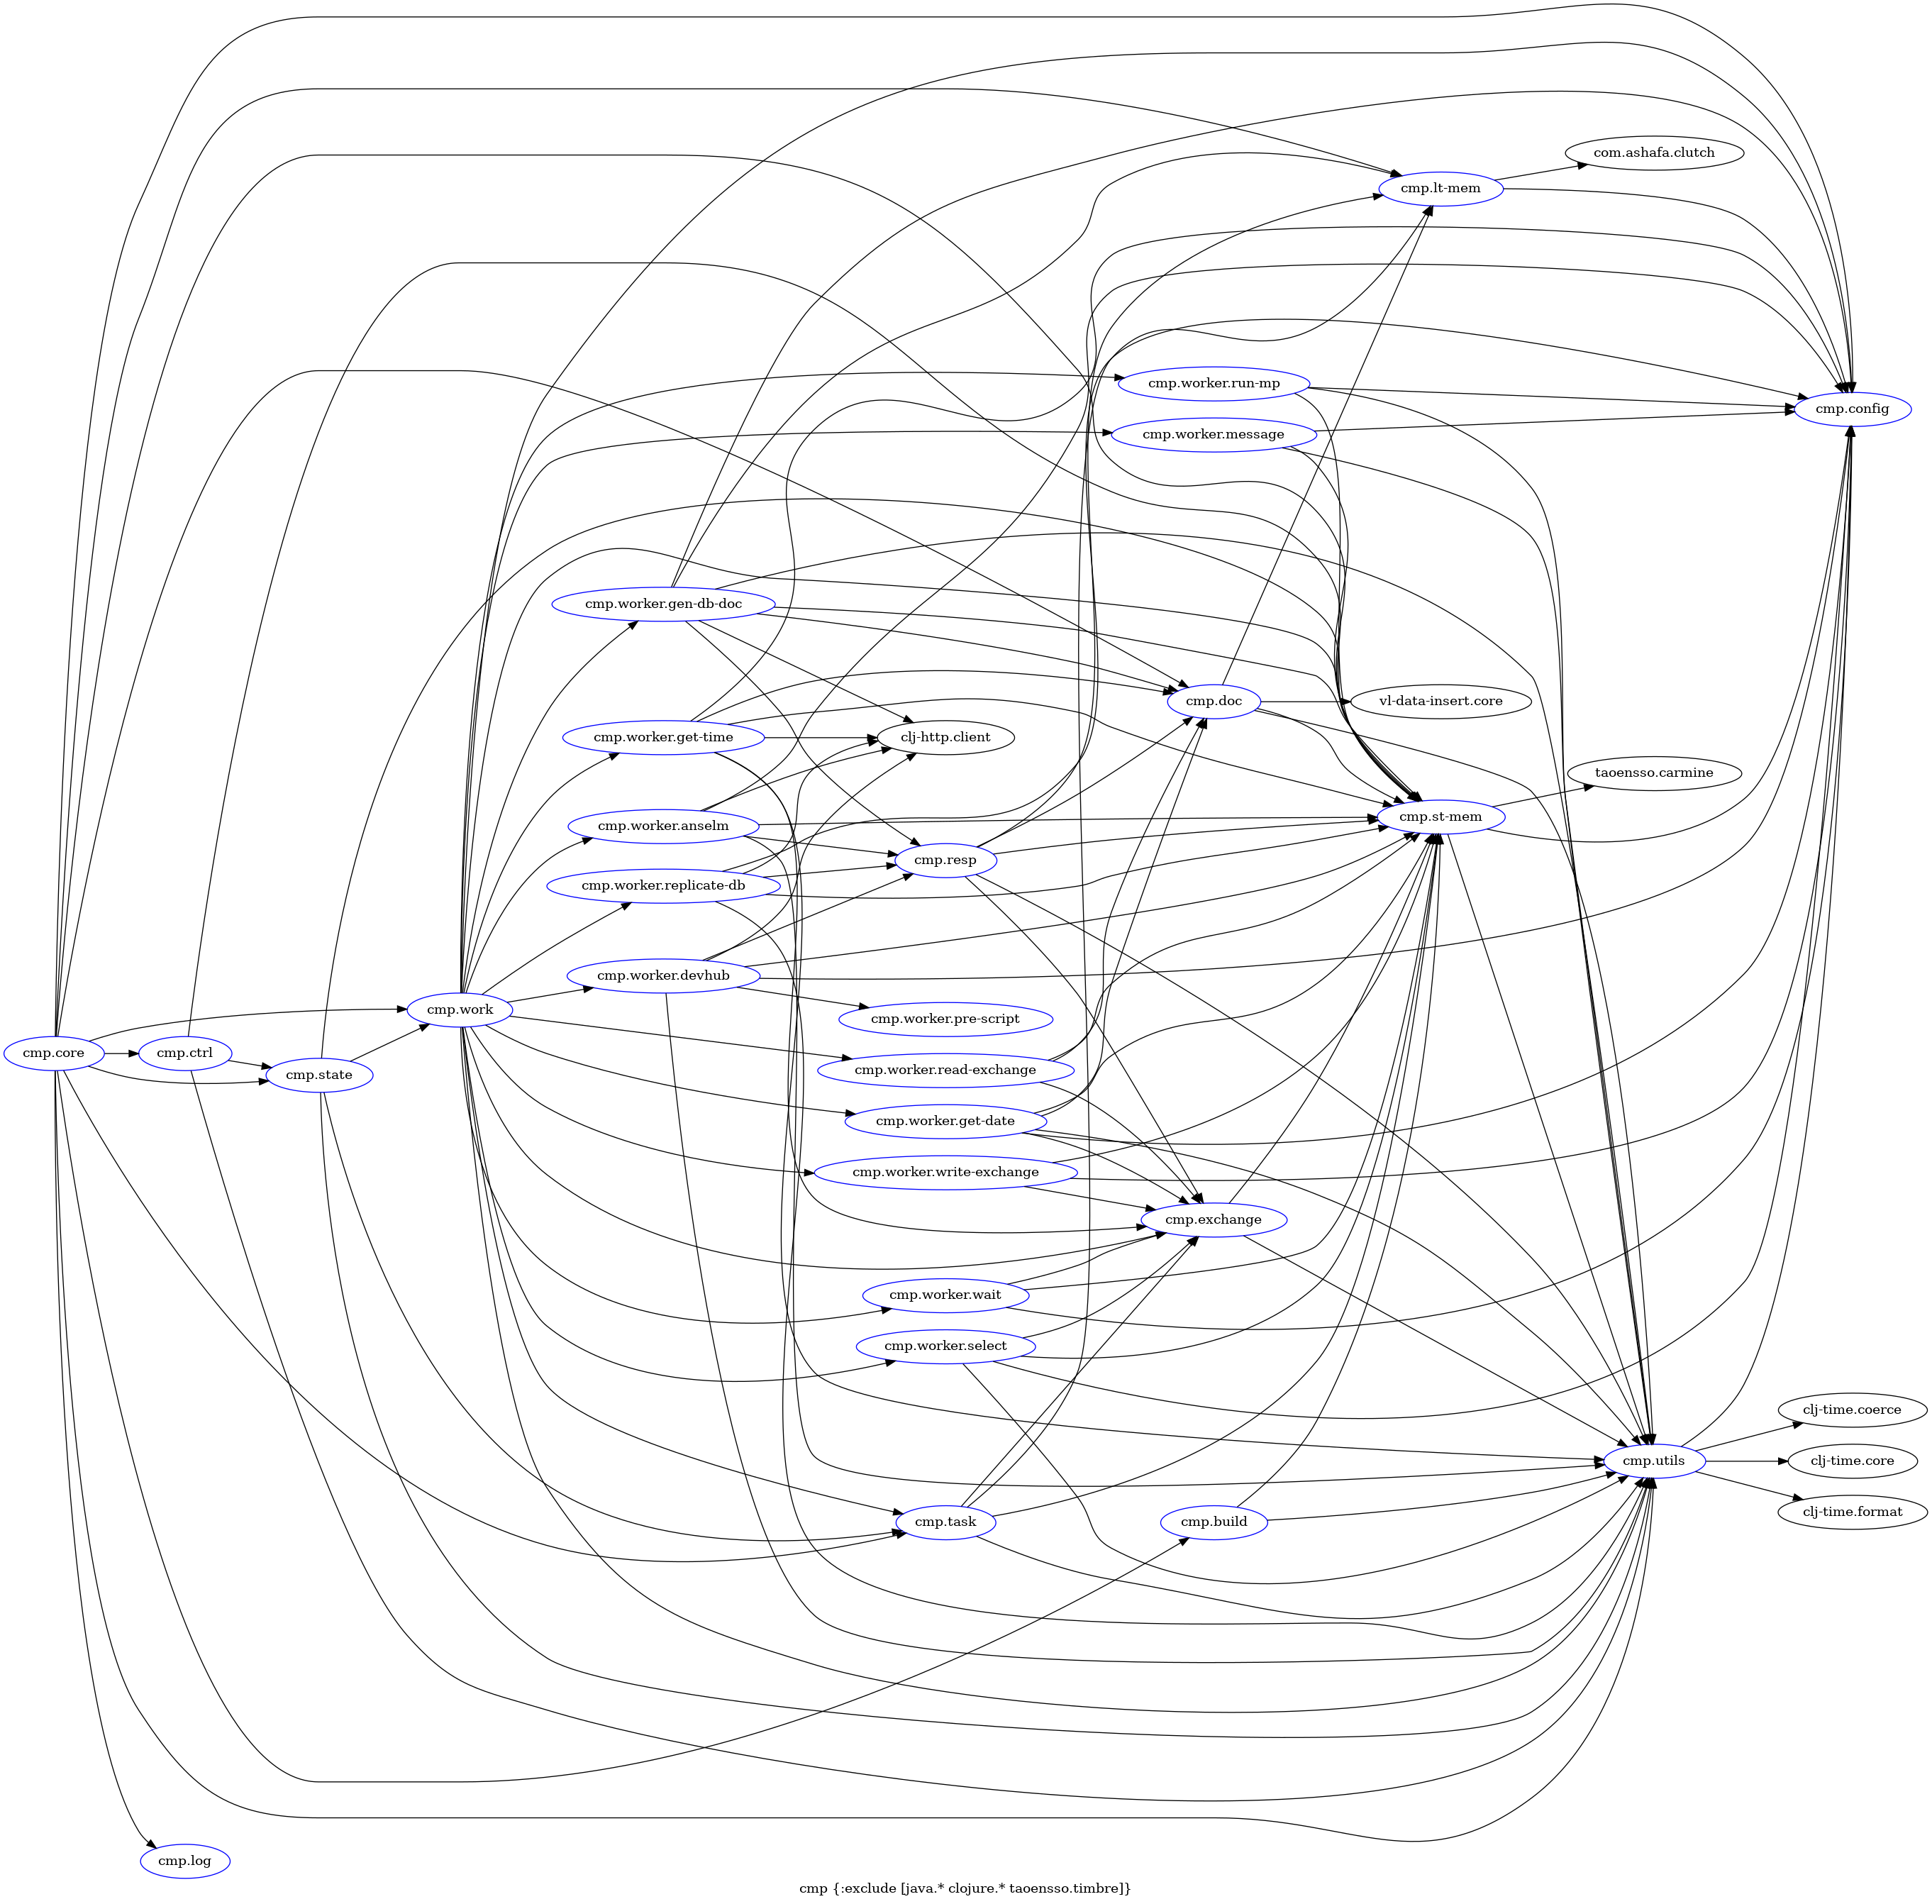 com.ashafa.clutch
cmp.lt-mem
cmp.worker.run-mp
cmp.config
cmp.worker.message
cmp.worker.gen-db-doc
cmp.doc
vl-data-insert.core
cmp.worker.get-time
clj-http.client
taoensso.carmine
cmp.st-mem
cmp.worker.anselm
cmp.resp
cmp.worker.replicate-db
cmp.worker.devhub
cmp.work
cmp.worker.pre-script
cmp.core
cmp.ctrl
cmp.state
cmp.worker.read-exchange
cmp.worker.get-date
cmp.worker.write-exchange
cmp.exchange
cmp.worker.wait
cmp.worker.select
clj-time.coerce
cmp.utils
clj-time.core
clj-time.format
cmp.task
cmp.build
cmp.log
cmp {:exclude [java.* clojure.* taoensso.timbre]}